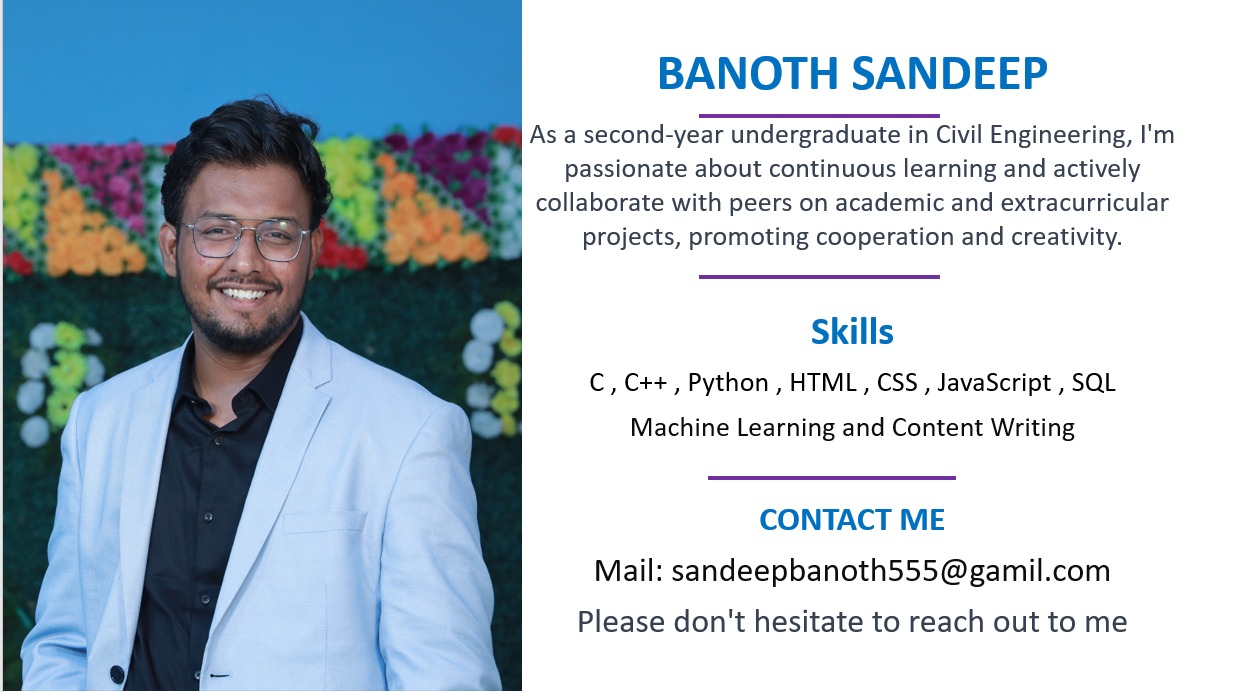 BANOTH SANDEEP
As a second-year undergraduate in Civil Engineering, I'm
passionate about continuous learning and actively
collaborate with peers on academic and extracurricular
projects, promoting cooperation and creativity.
Skills
C , C++ , Python , HTML , CSS , JavaScript , SQL
Machine Learning and Content Writing
CONTACT ME
Mail: sandeepbanoth555@gamil.com
Please don't hesitate to reach out to me